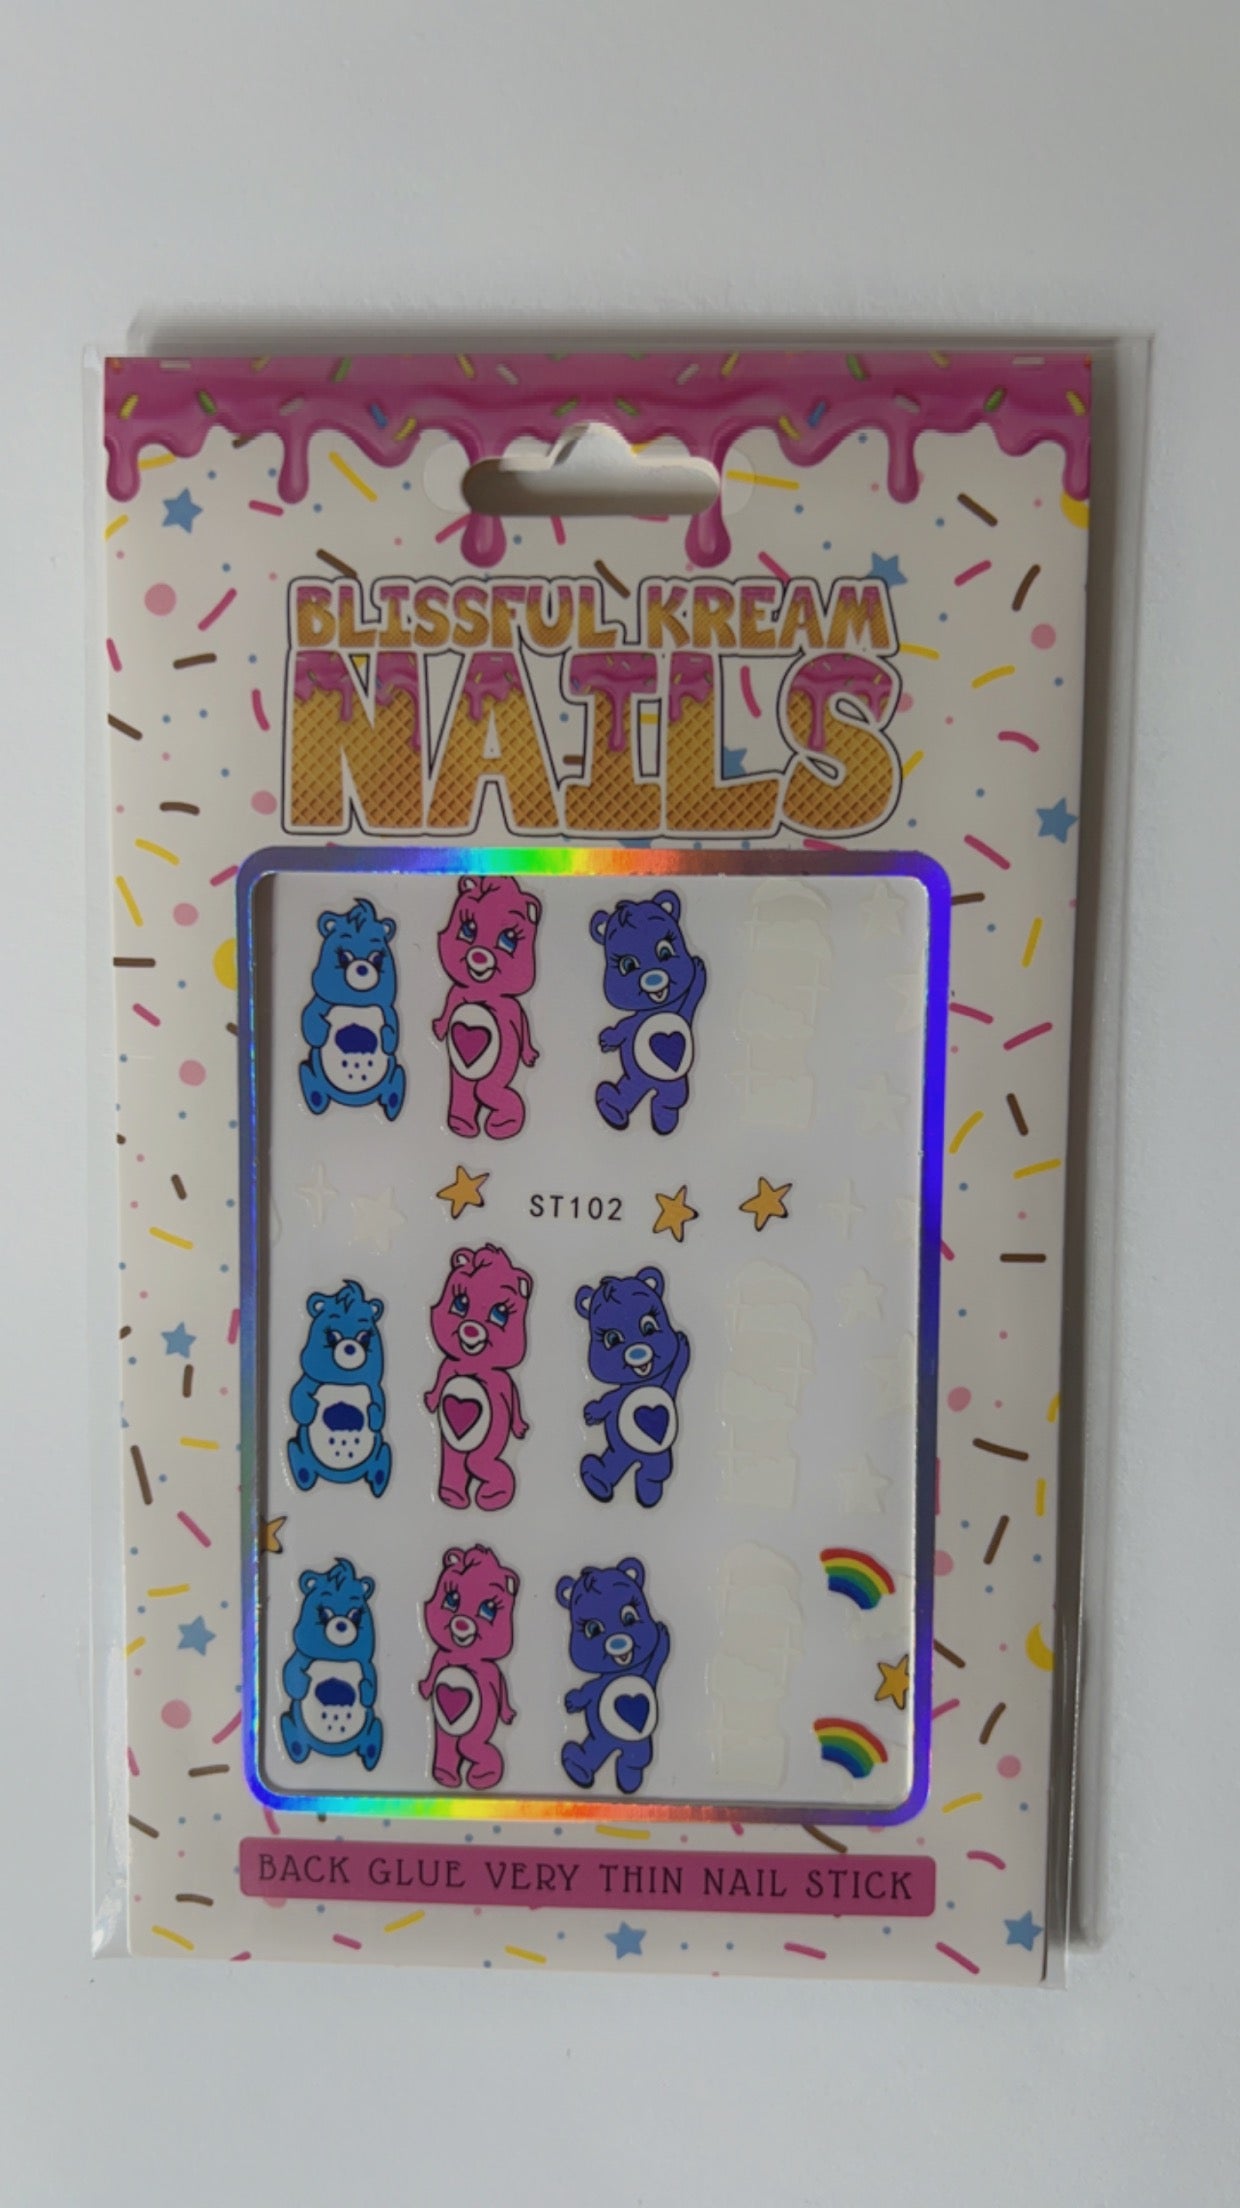 BLISSFUL KREAM
NAILS
ST102
BACK GLUE VERY THIN NAIL STICK